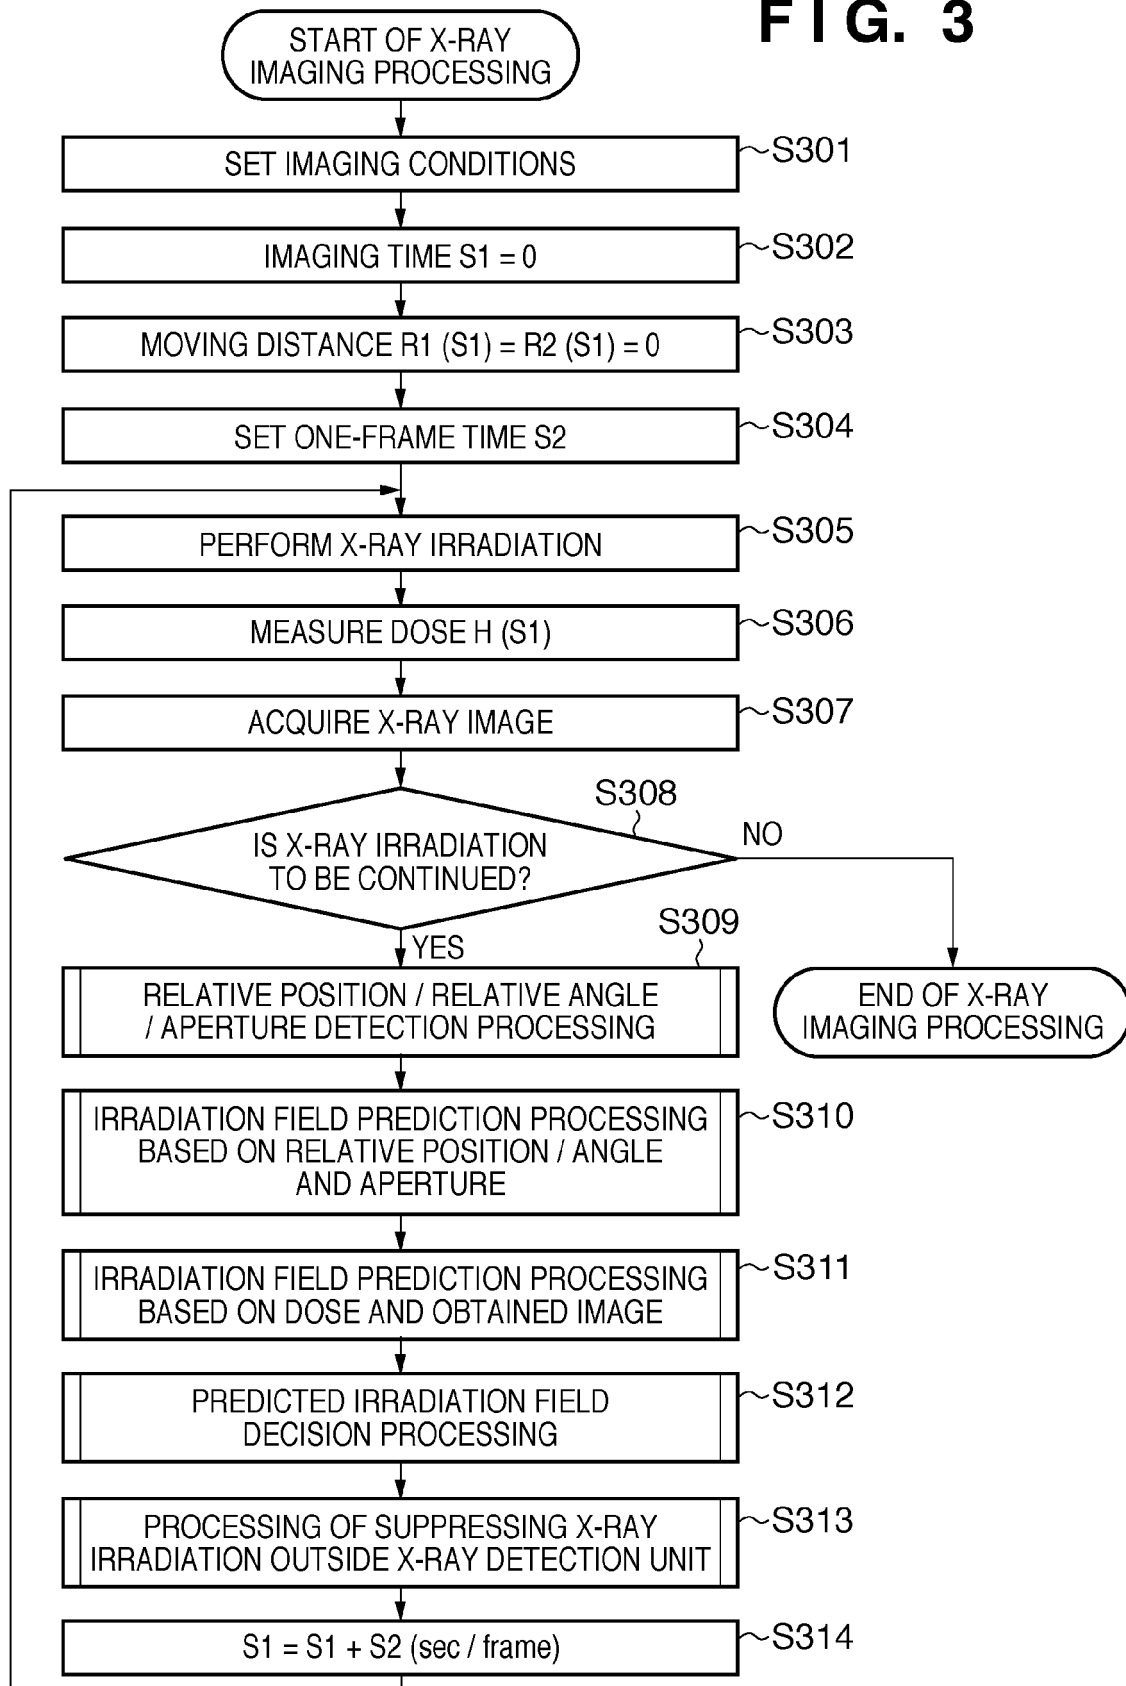 FIG. 3
START OF X-RAY
IMAGING PROCESSING
SET IMAGING CONDITIONS
S301
IMAGING TIME S1 = 0
S302
MOVING DISTANCE R1 (S1) = R2 (S1) = 0
S303
SET ONE-FRAME TIME S2
S304
PERFORM X-RAY IRRADIATION
S305
MEASURE DOSE H (S1)
S306
ACQUIRE X-RAY IMAGE
S307
S308
IS X-RAY IRRADIATION
TO BE CONTINUED?
NO
YES
S309
RELATIVE POSITION / RELATIVE ANGLE
/ APERTURE DETECTION PROCESSING
END OF X-RAY
IMAGING PROCESSING
IRRADIATION FIELD PREDICTION PROCESSING
BASED ON RELATIVE POSITION / ANGLE
AND APERTURE
S310
IRRADIATION FIELD PREDICTION PROCESSING
BASED ON DOSE AND OBTAINED IMAGE
S311
PREDICTED IRRADIATION FIELD
DECISION PROCESSING
S312
PROCESSING OF SUPPRESSING X-RAY
IRRADIATION OUTSIDE X-RAY DETECTION UNIT
S313
S1 = S1 + S2 (sec / frame)
S314